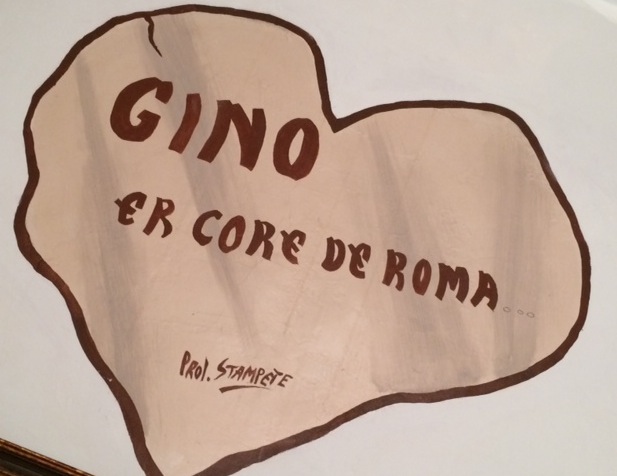 GINO
ER CORE DE ROMA...
Prof. STAMPETE